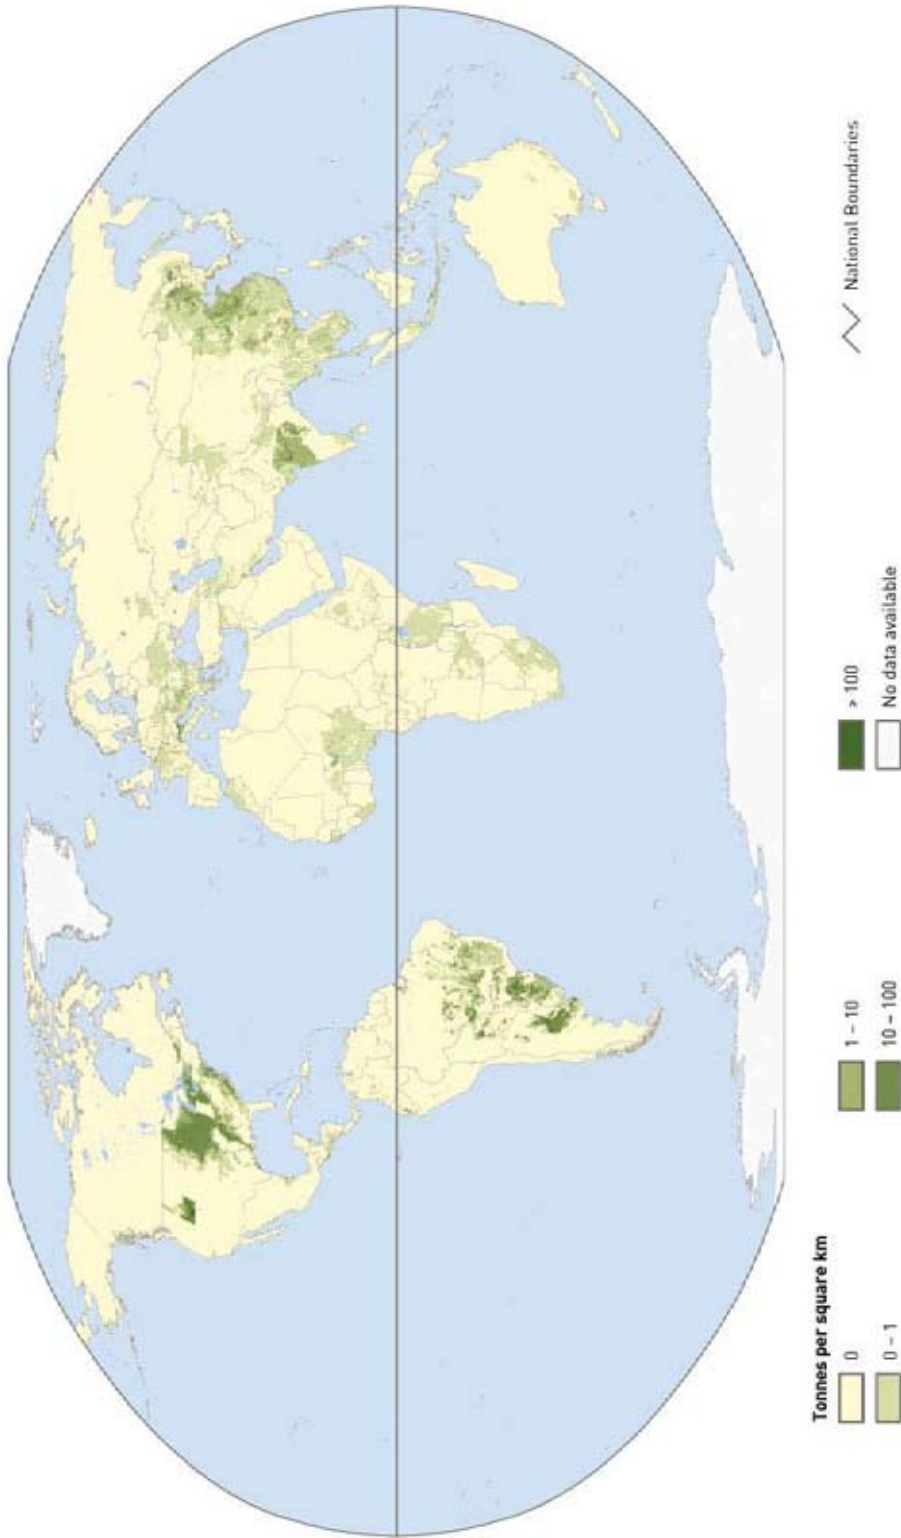 Tonnes per square km
0
0 – 1
1 – 10
10 – 100
> 100
No data available
National Boundaries